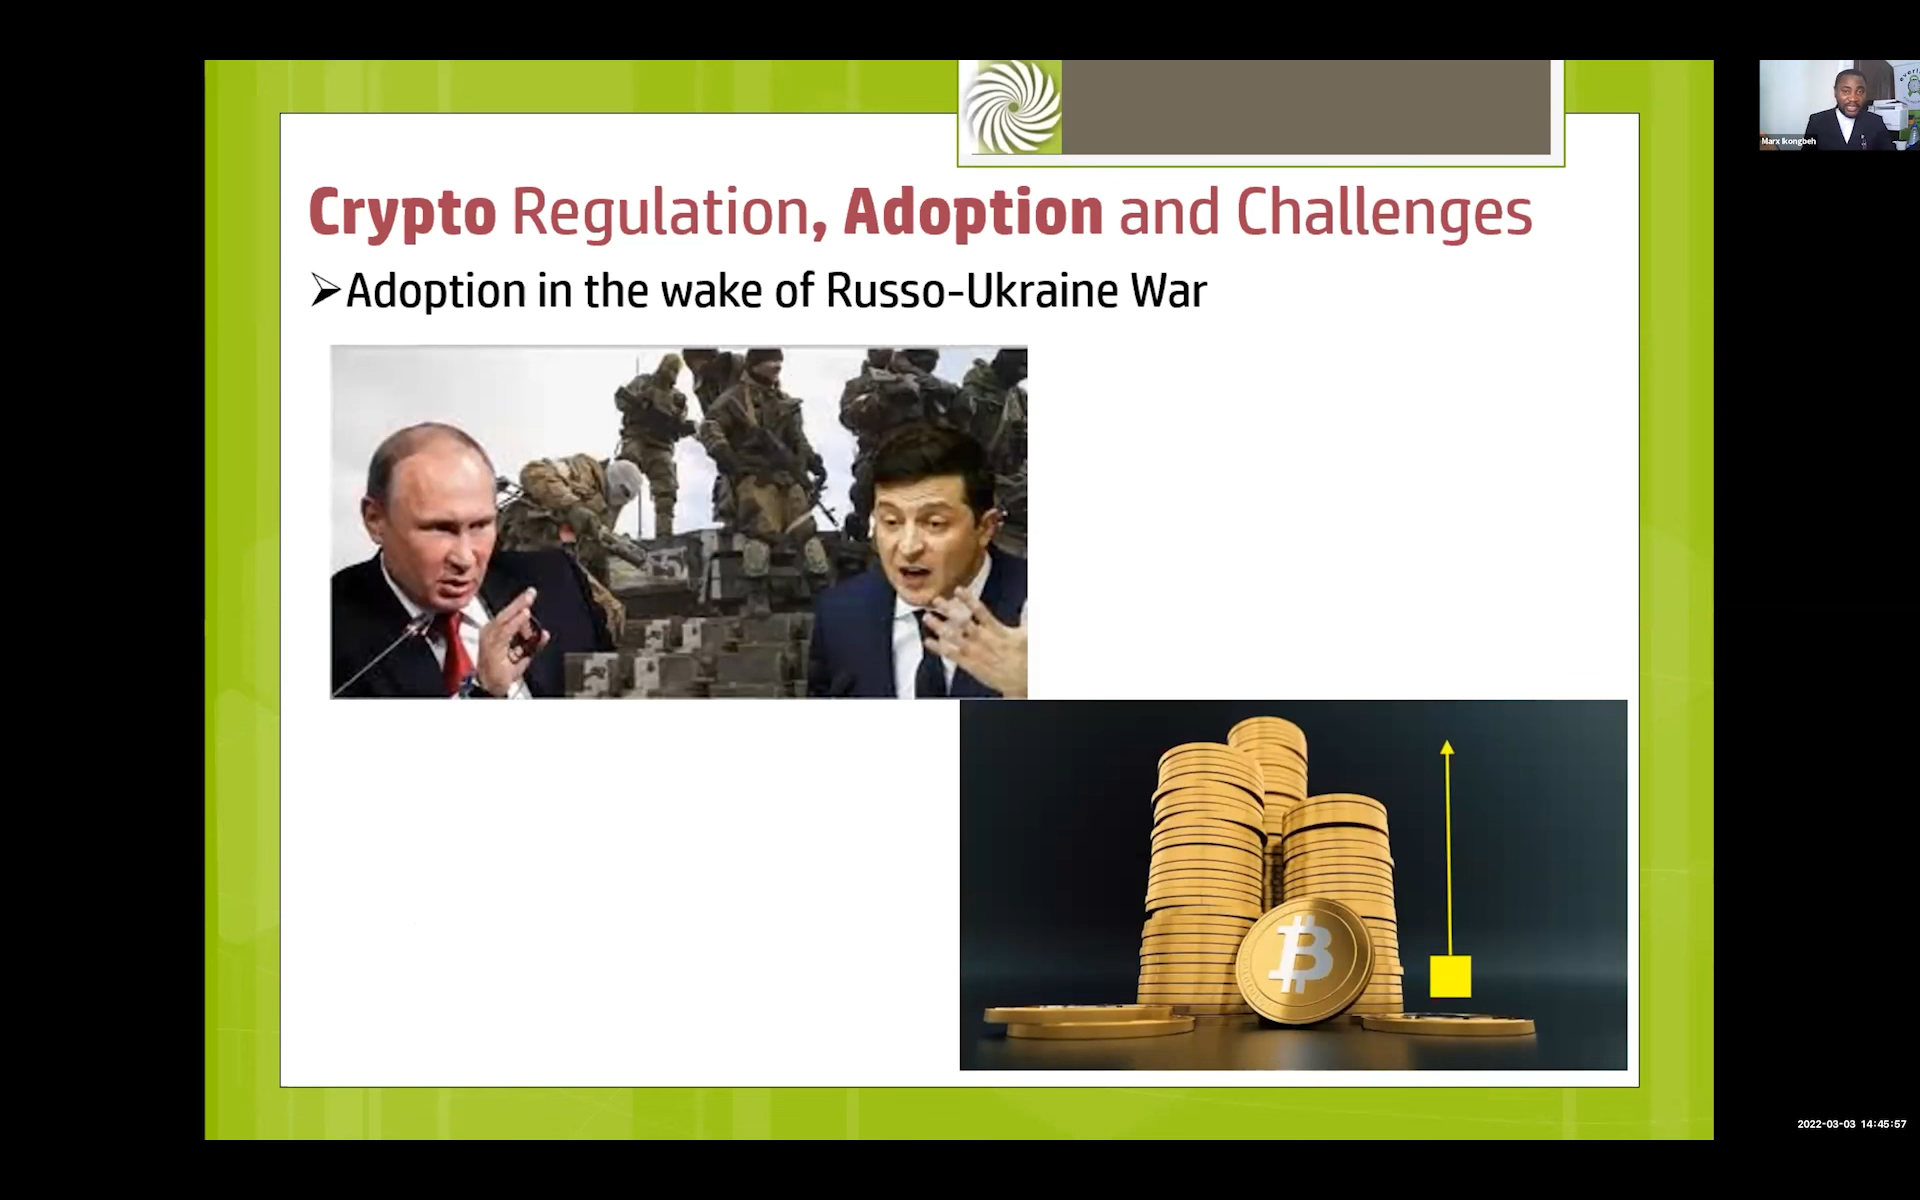 Crypto Regulation, Adoption and Challenges
➢Adoption in the wake of Russo-Ukraine War
Marx Ikongbeh
2022-03-03 14:45:57